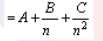 = A + B/n + C/n²